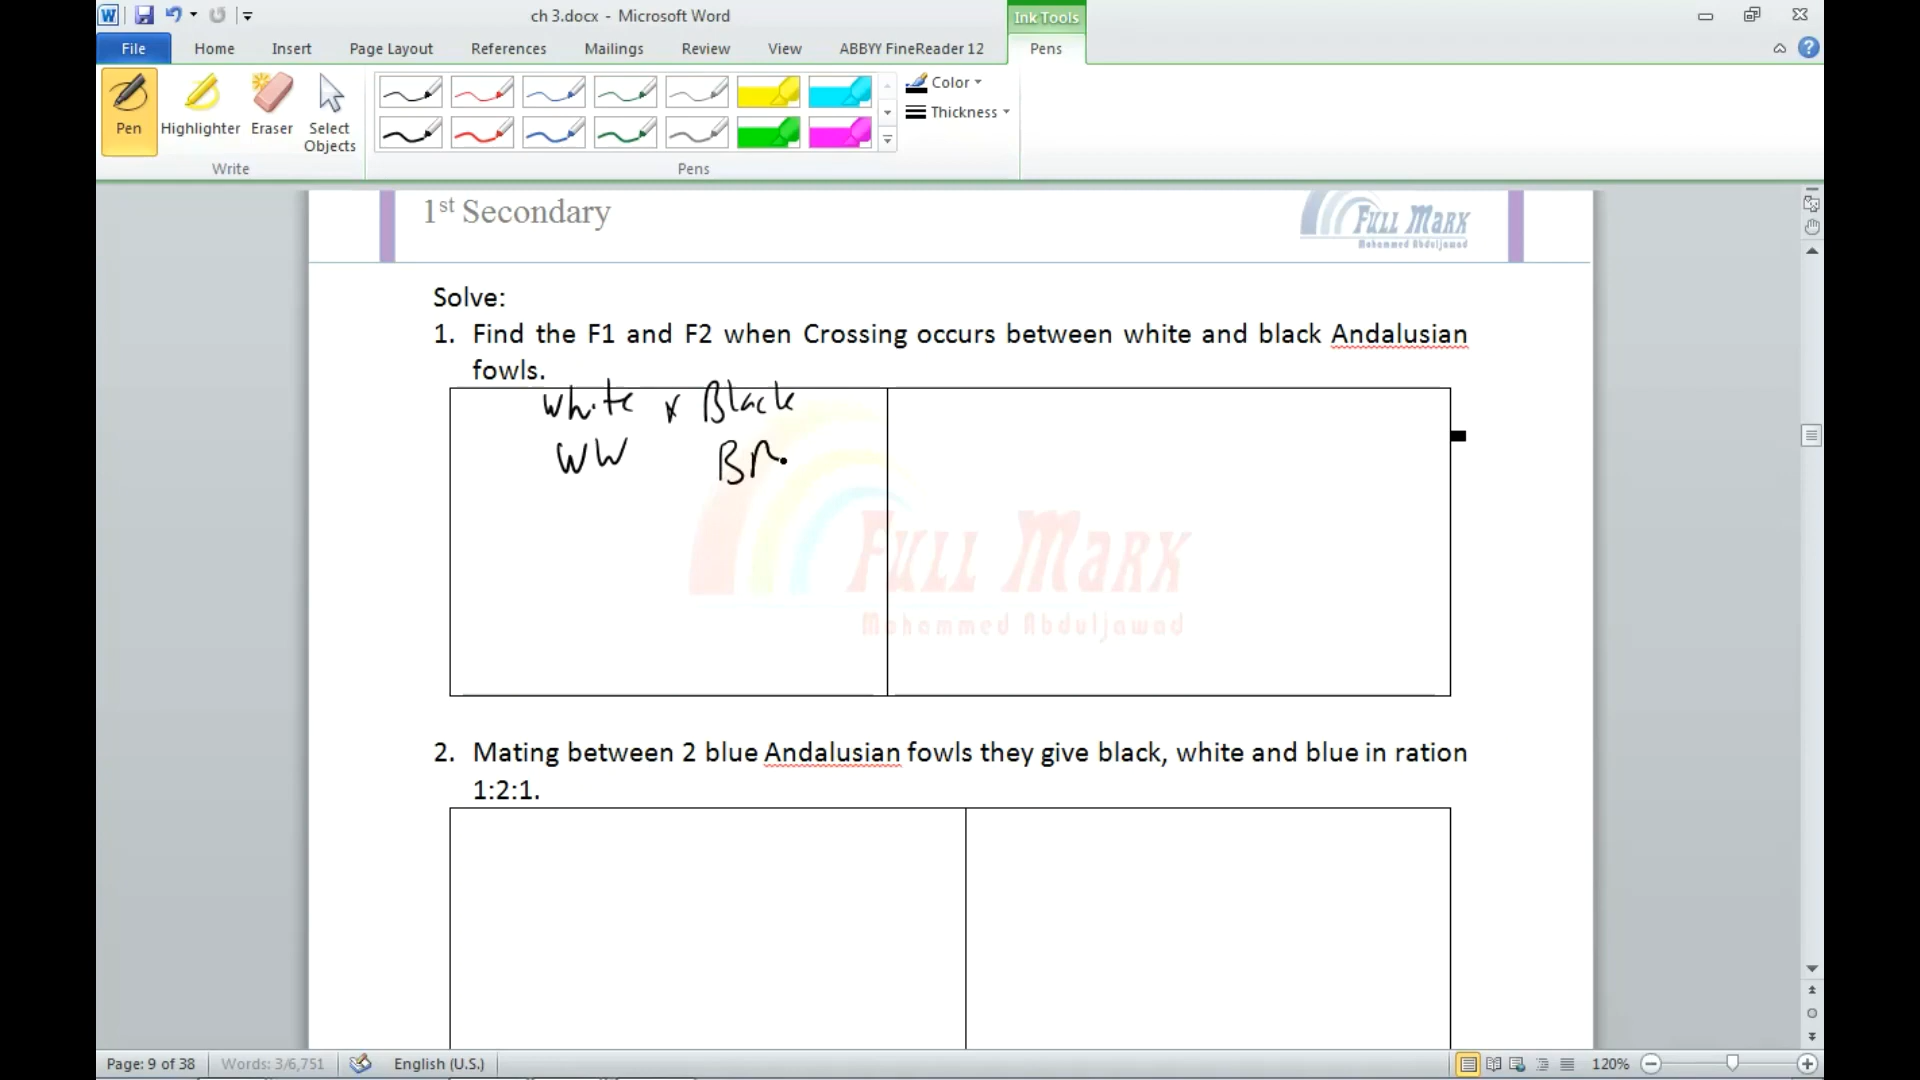 ch 3.docx - Microsoft Word
Ink Tools
File Home Insert Page Layout References Mailings Review View ABBYY FineReader 12 Pens
Pen Highlighter Eraser Select Objects
Color
Thickness
Write Pens
1st Secondary
Full Marx
Mohammed Abduljawad
Solve:
1. Find the F1 and F2 when Crossing occurs between white and black Andalusian
fowls.
White x Black
WW
Full Marx
Mohammed Abduljawad
2. Mating between 2 blue Andalusian fowls they give black, white and blue in ration
1:2:1.
Page: 9 of 38 Words: 3/6,751 English (U.S.) 120%